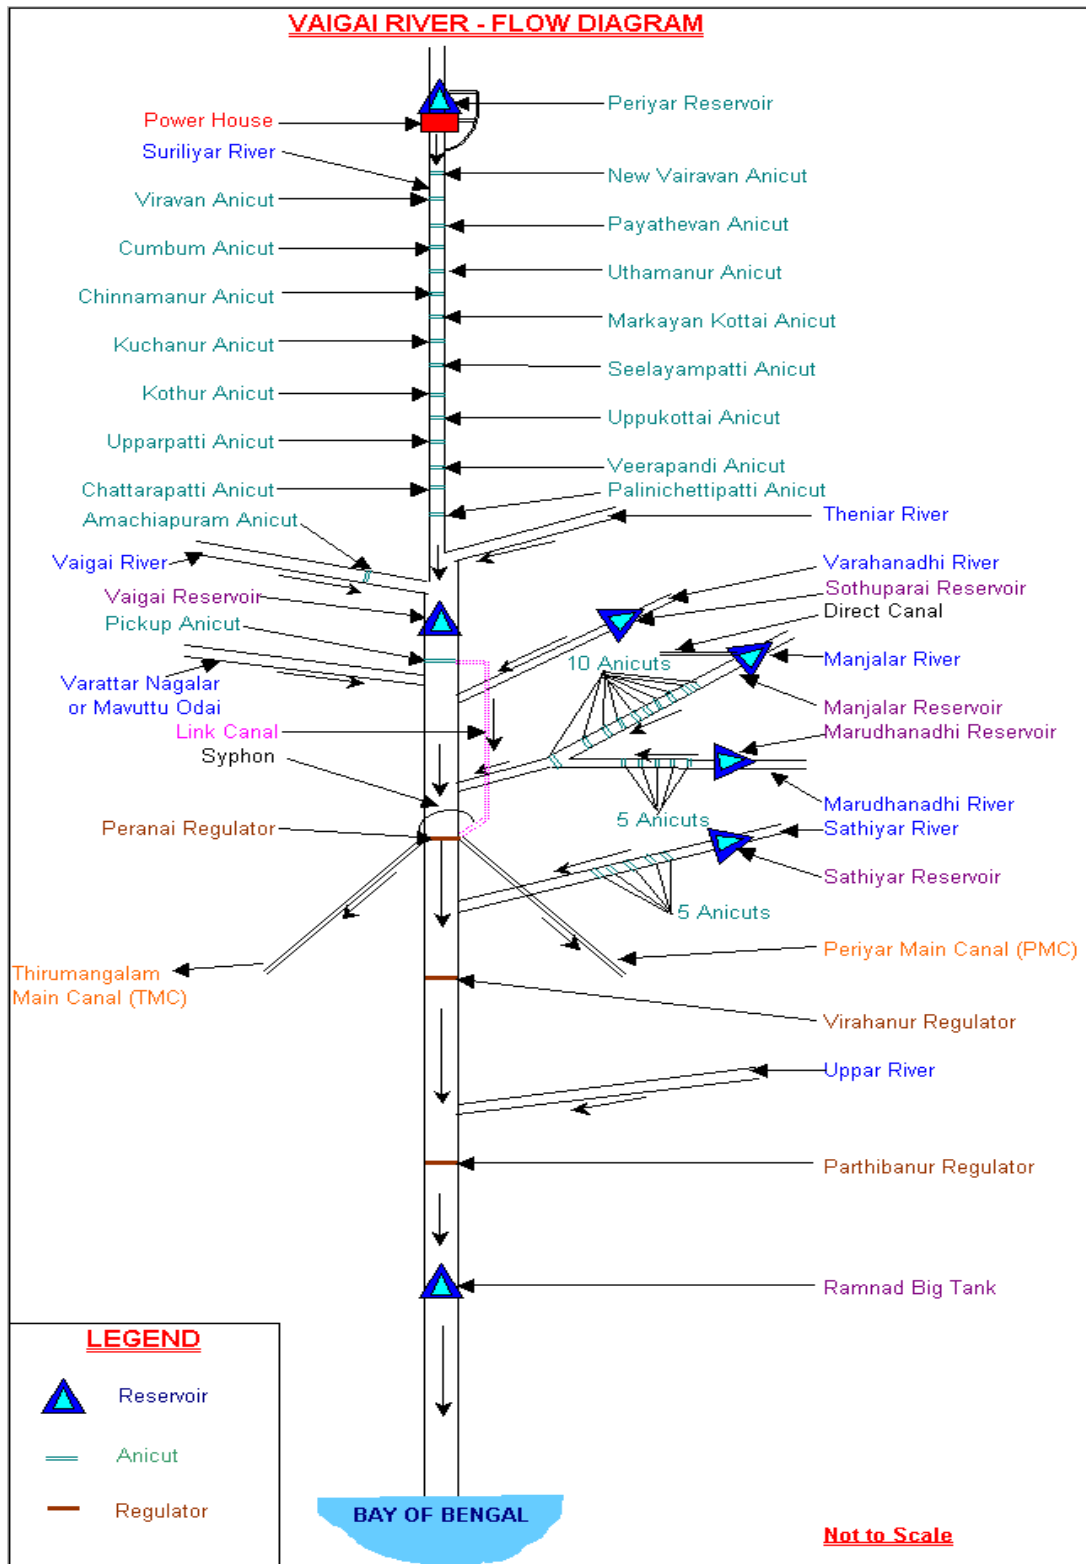 VAIGAI RIVER - FLOW DIAGRAM
Periyar Reservoir
Power House
Suriliyar River
New Vairavan Anicut
Viravan Anicut
Payathevan Anicut
Cumbum Anicut
Uthamanur Anicut
Chinnamanur Anicut
Markayan Kottai Anicut
Kuchanur Anicut
Seelayampatti Anicut
Kothur Anicut
Uppukottai Anicut
Upparpatti Anicut
Veerapandi Anicut
Chattarapatti Anicut
Palinichettipatti Anicut
Amachiapuram Anicut
Theniar River
Vaigai River
Varahanadhi River
Vaigai Reservoir
Sothuparai Reservoir
Pickup Anicut
Direct Canal
10 Anicuts
Manjalar River
Varattar Nagalar
or Mavuttu Odai
Manjalar Reservoir
Link Canal
Marudhanadhi Reservoir
Syphon
Marudhanadhi River
5 Anicuts
Peranai Regulator
Sathiyar River
Sathiyar Reservoir
5 Anicuts
Periyar Main Canal (PMC)
Thirumangalam
Main Canal (TMC)
Virahanur Regulator
Uppar River
Parthibanur Regulator
Ramnad Big Tank
LEGEND
Reservoir
Anicut
Regulator
BAY OF BENGAL
Not to Scale